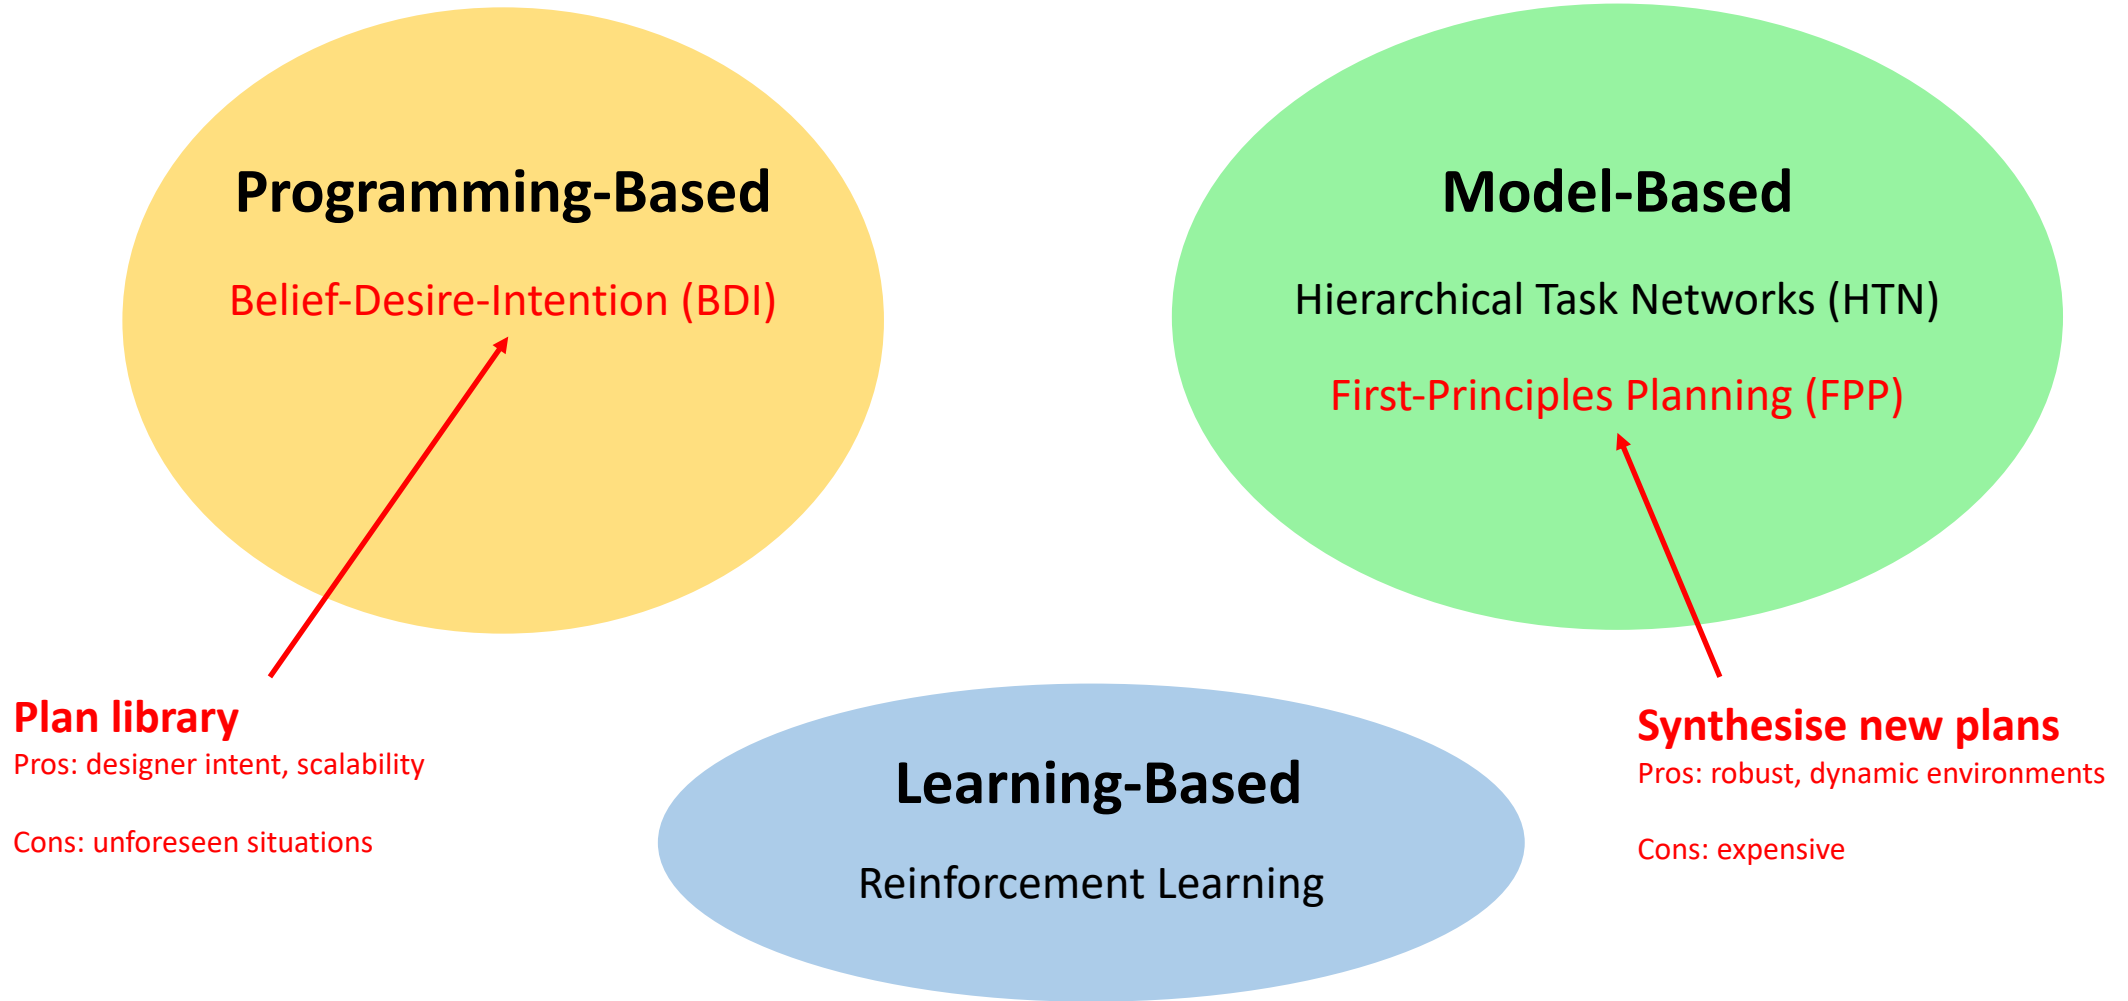 Programming-Based
Belief-Desire-Intention (BDI)
Model-Based
Hierarchical Task Networks (HTN)
First-Principles Planning (FPP)
Plan library
Pros: designer intent, scalability
Cons: unforeseen situations
Learning-Based
Reinforcement Learning
Synthesise new plans
Pros: robust, dynamic environments
Cons: expensive